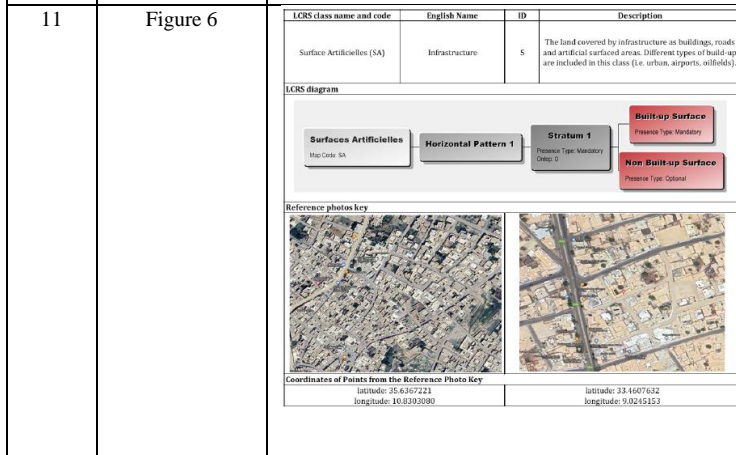 11
Figure 6
LCRS class name and code
English Name
ID
Description
Surface Artificielles (SA)
Infrastructure
5
The land covered by infrastructure as buildings, roads
and artificial surfaced areas. Different types of build-up
are included in this class (i.e. urban, airports, oilfields).
LCRS diagram
Surfaces Artificielles
Map Code: SA
Horizontal Pattern 1
Stratum 1
Presence Type: Mandatory
Ontop: 0
Built-up Surface
Presence Type: Mandatory
Non Built-up Surface
Presence Type: Optional
Reference photos key
Coordinates of Points from the Reference Photo Key
latitude: 35.6367221
longitude: 10.8303080
latitude: 33.4607632
longitude: 9.0245153